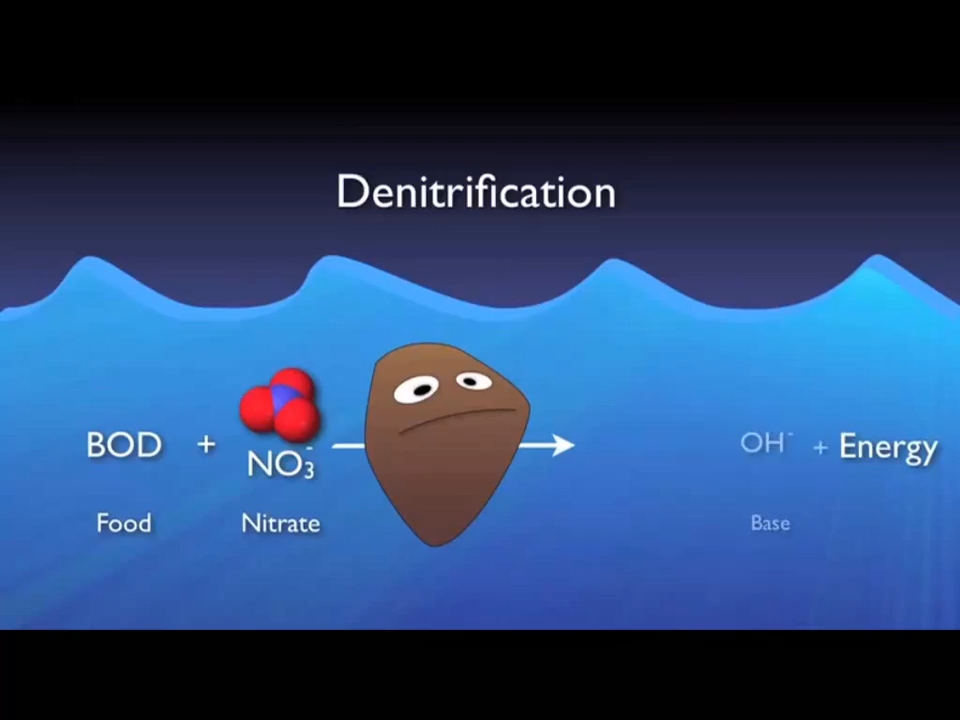 Denitrification
BOD + NO₃⁻ OH⁻ + Energy
Food Nitrate Base